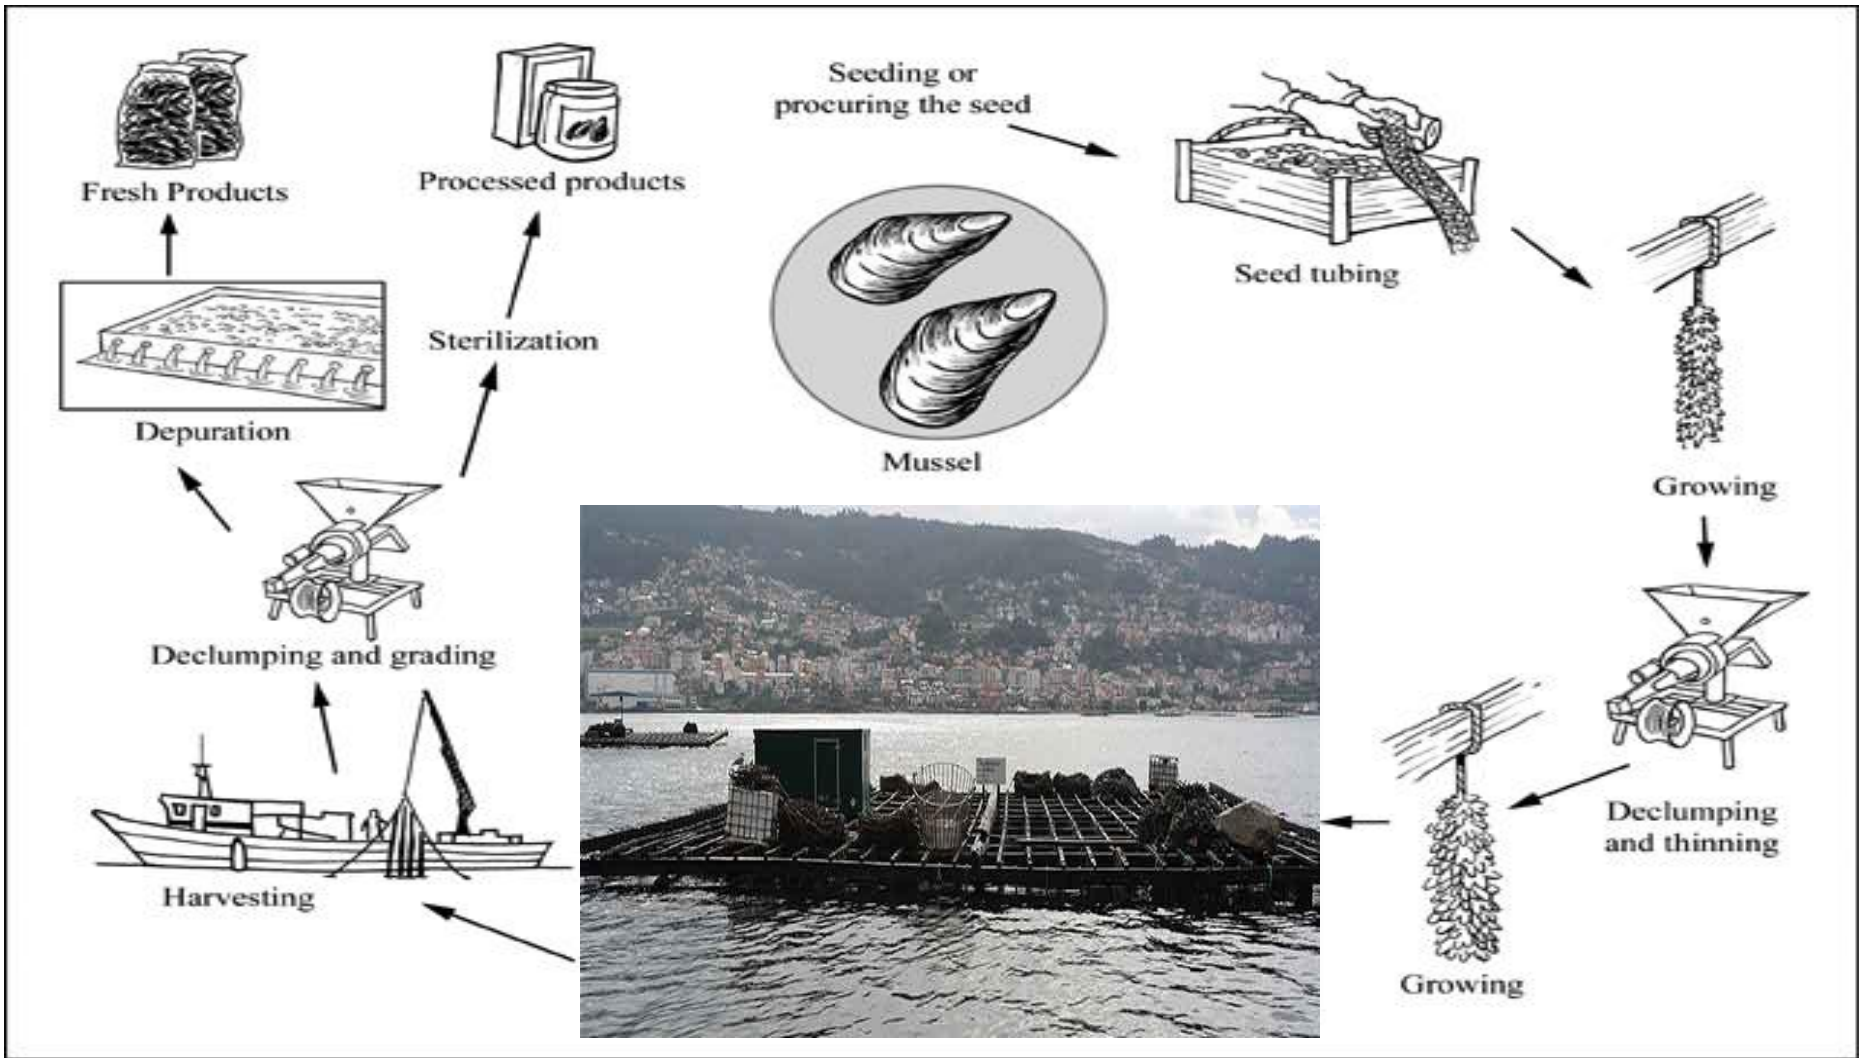 Seeding or
procuring the seed
Seed tubing
Growing
Declumping
and thinning
Growing
Harvesting
Declumping and grading
Depuration
Fresh Products
Sterilization
Processed products
Mussel